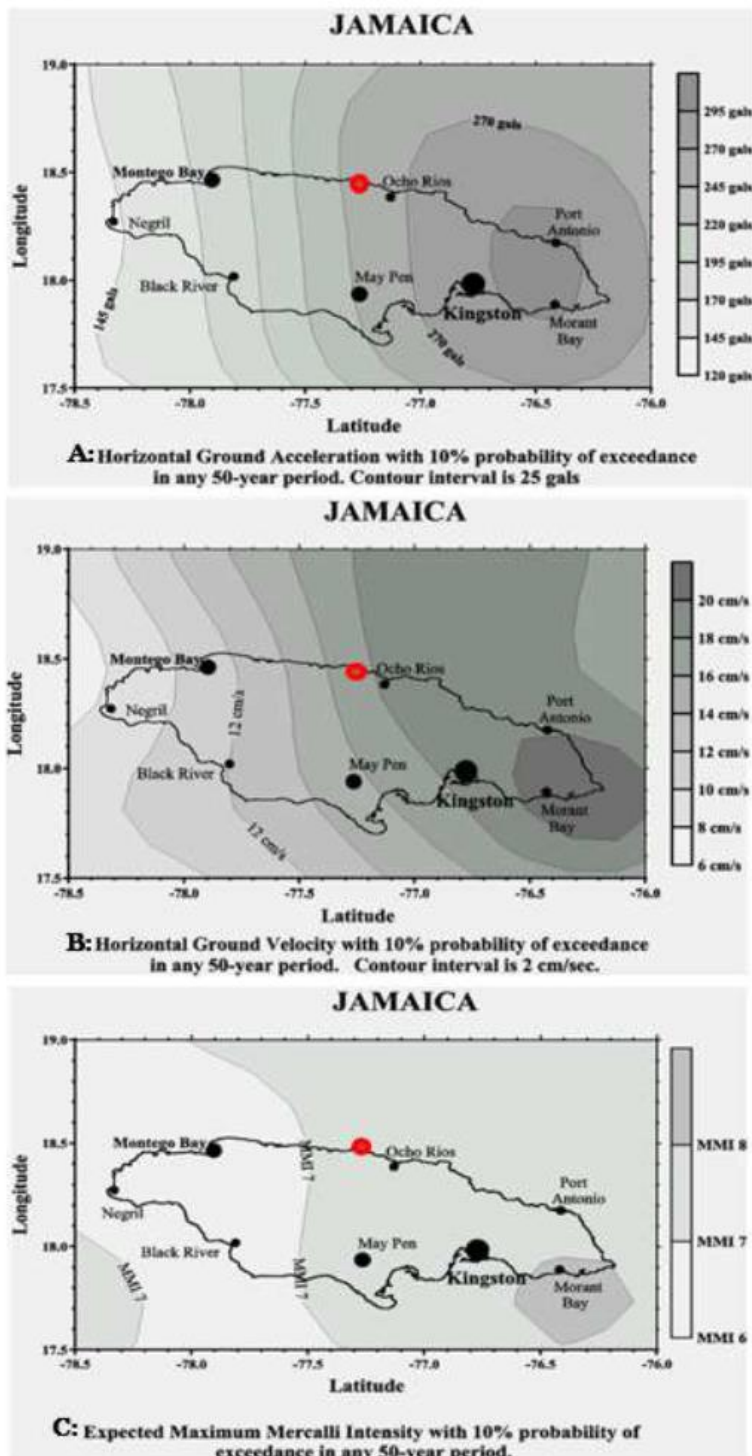 JAMAICA
19.0
18.5
18.0
17.5
Longitude
-78.5
-78.0
-77.5
-77.0
-76.5
-76.0
Latitude
Montego Bay
Negril
Black River
Ocho Rios
May Pen
Kingston
Port
Antonio
Morant
Bay
145 gals
270 gals
270 gals
295 gals
270 gals
245 gals
220 gals
195 gals
170 gals
145 gals
120 gals
A: Horizontal Ground Acceleration with 10% probability of exceedance
in any 50-year period. Contour interval is 25 gals
JAMAICA
19.0
18.5
18.0
17.5
Longitude
-78.5
-78.0
-77.5
-77.0
-76.5
-76.0
Latitude
Montego Bay
Negril
Black River
Ocho Rios
May Pen
Kingston
Port
Antonio
Morant
Bay
12 cm/s
12 cm/s
20 cm/s
18 cm/s
16 cm/s
14 cm/s
12 cm/s
10 cm/s
8 cm/s
6 cm/s
B: Horizontal Ground Velocity with 10% probability of exceedance
in any 50-year period. Contour interval is 2 cm/sec.
JAMAICA
19.0
18.5
18.0
17.5
Longitude
-78.5
-78.0
-77.5
-77.0
-76.5
-76.0
Latitude
Montego Bay
Negril
Black River
Ocho Rios
May Pen
Kingston
Port
Antonio
Morant
Bay
MMI 7
MMI 7
MMI 7
MMI 8
MMI 7
MMI 6
C: Expected Maximum Mercalli Intensity with 10% probability of
exceedance in any 50-year period.